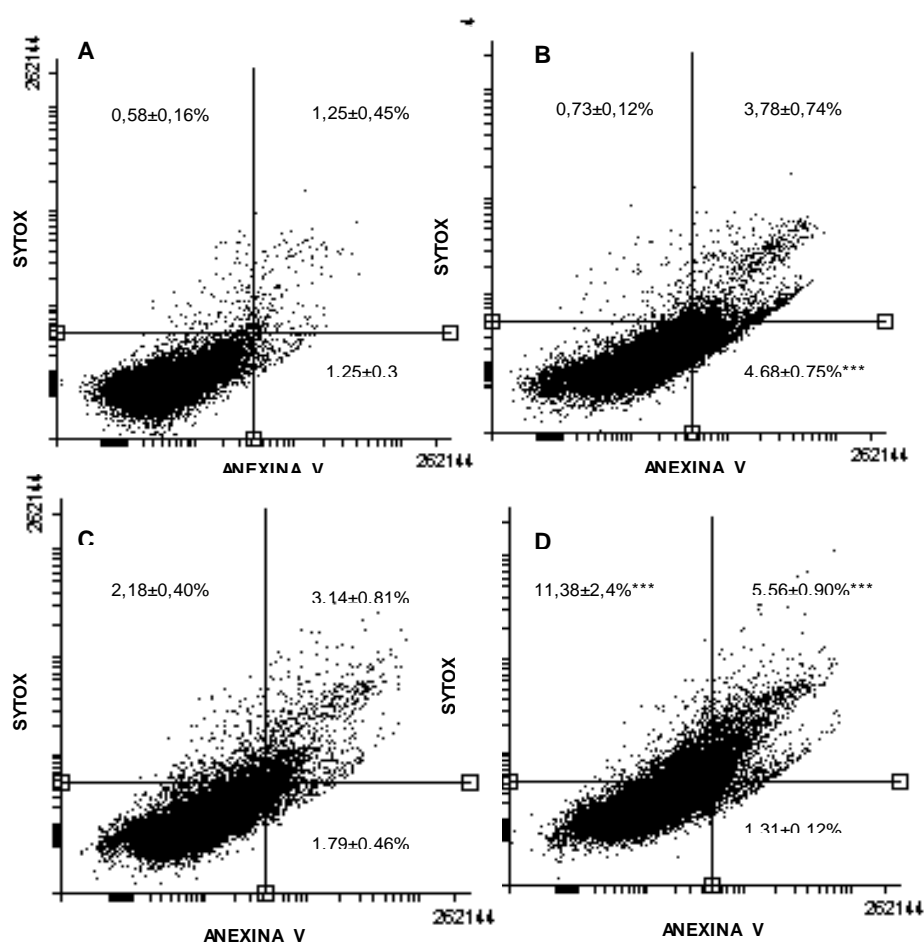 A
262144
0,58±0,16%
1,25±0,45%
SYTOX
1,25±0,3
ANEXINA V
262144
B
0,73±0,12%
3,78±0,74%
SYTOX
4,68±0,75%***
ANEXINA V
262144
C
262144
2,18±0,40%
3,14±0,81%
SYTOX
1,79±0,46%
ANEXINA V
262144
D
11,38±2,4%***
5,56±0,90%***
SYTOX
1,31±0,12%
ANEXINA V
262144